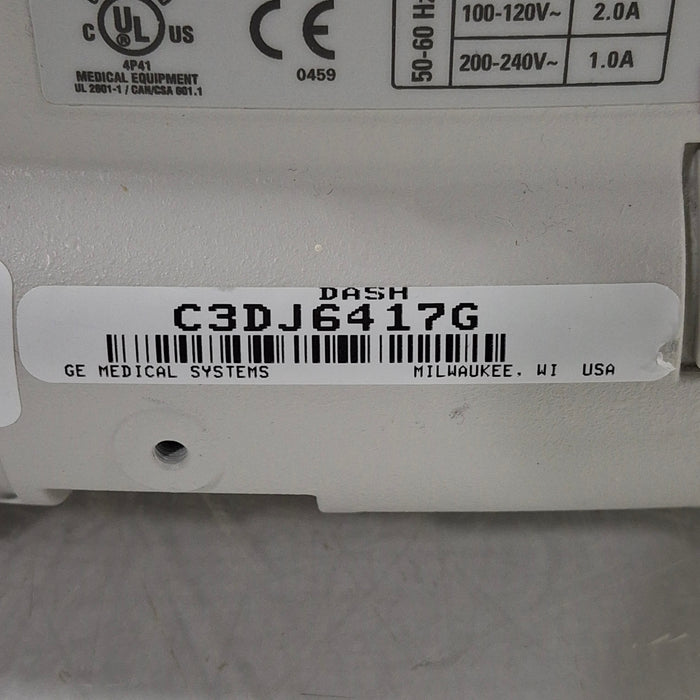 C UL US
®
4P41
MEDICAL EQUIPMENT
UL 2601-1 / CAN/CSA 601.1
CE
0459
50-60 Hz
100-120V~ 2.0A
200-240V~ 1.0A
DASH
C3DJ6417G
GE MEDICAL SYSTEMS MILWAUKEE, WI USA